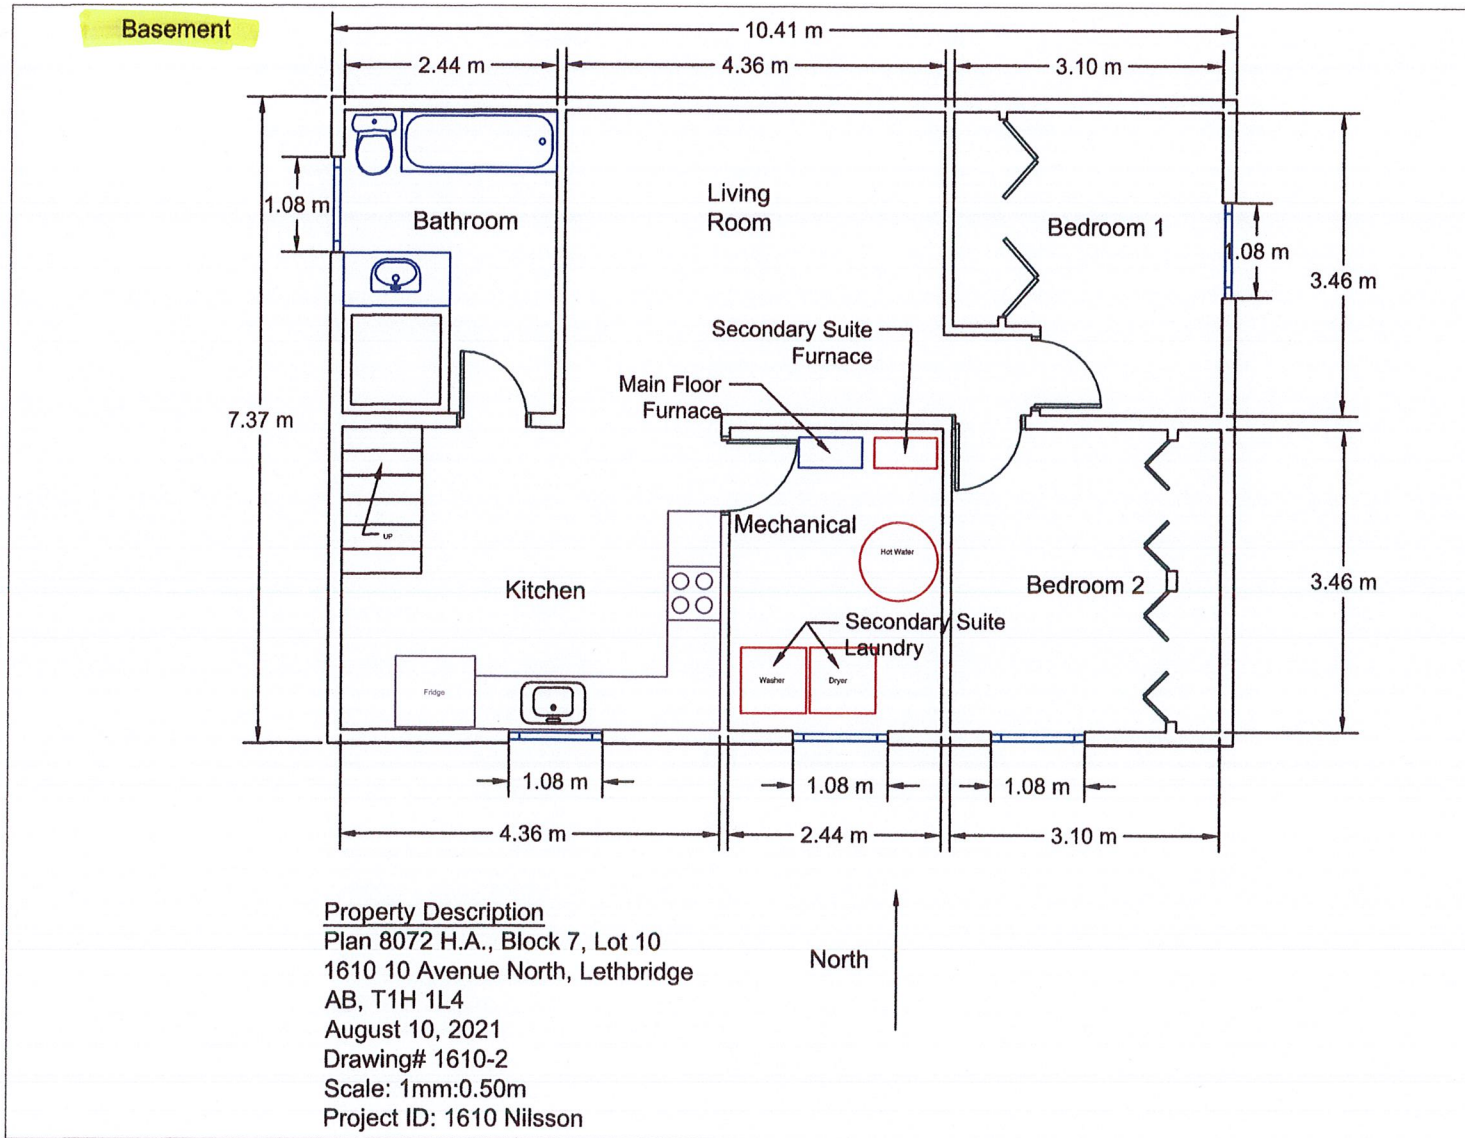 Basement
10.41 m
2.44 m
4.36 m
3.10 m
1.08 m
Bathroom
Living
Room
Bedroom 1
1.08 m
3.46 m
Secondary Suite
Furnace
Main Floor
Furnace
7.37 m
UP
Mechanical
Hot Water
Kitchen
Bedroom 2
3.46 m
Secondary Suite
Laundry
Fridge
Washer
Dryer
1.08 m
1.08 m
1.08 m
4.36 m
2.44 m
3.10 m
Property Description
Plan 8072 H.A., Block 7, Lot 10
1610 10 Avenue North, Lethbridge
AB, T1H 1L4
August 10, 2021
Drawing# 1610-2
Scale: 1mm:0.50m
Project ID: 1610 Nilsson
North